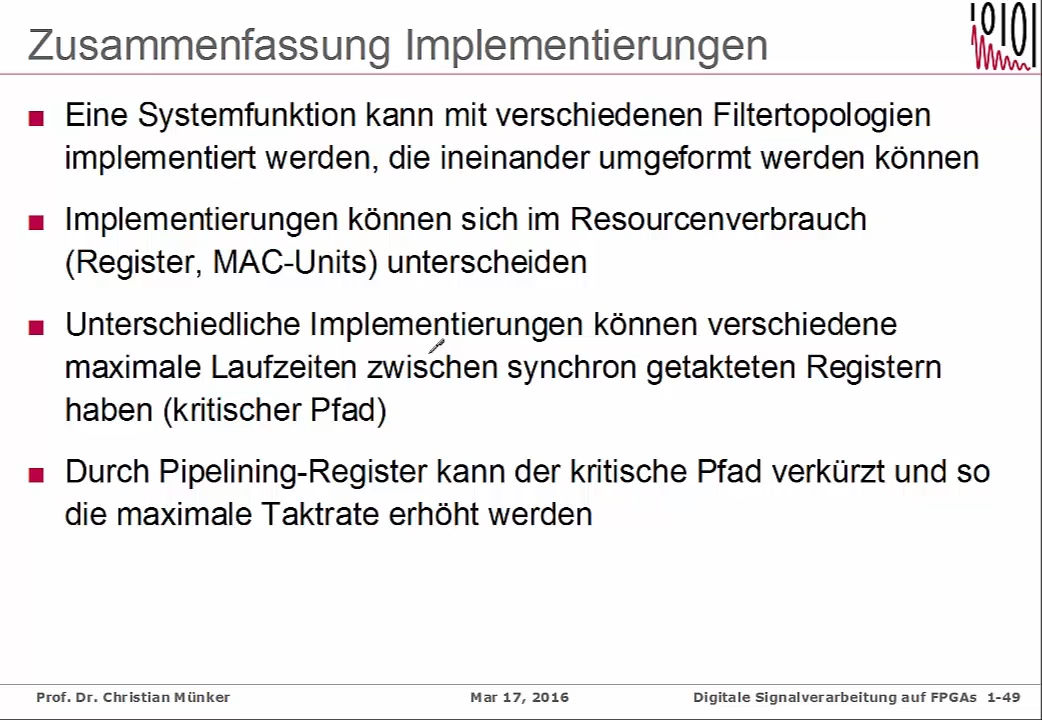 Zusammenfassung Implementierungen
Eine Systemfunktion kann mit verschiedenen Filtertopologien
implementiert werden, die ineinander umgeformt werden können
Implementierungen können sich im Resourcenverbrauch
(Register, MAC-Units) unterscheiden
Unterschiedliche Implementierungen können verschiedene
maximale Laufzeiten zwischen synchron getakteten Registern
haben (kritischer Pfad)
Durch Pipelining-Register kann der kritische Pfad verkürzt und so
die maximale Taktrate erhöht werden
Prof. Dr. Christian Münker Mar 17, 2016 Digitale Signalverarbeitung auf FPGAs 1-49